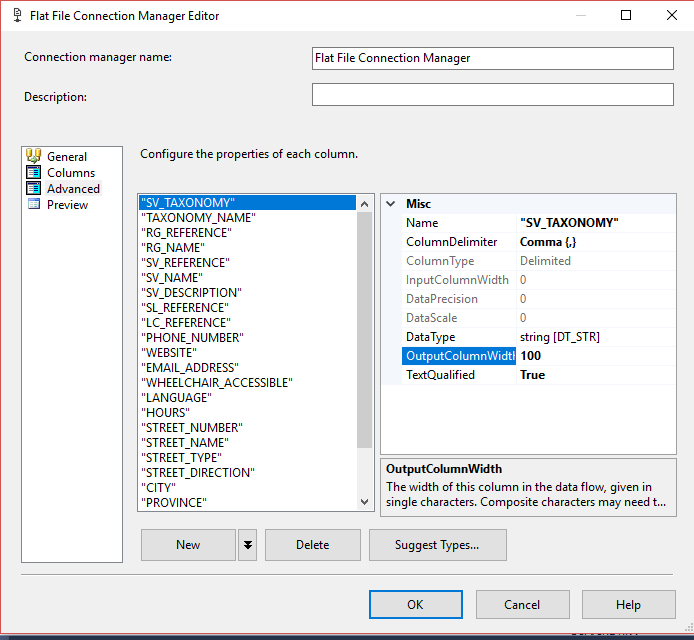 Flat File Connection Manager Editor
Connection manager name:
Flat File Connection Manager
Description:
General
Columns
Advanced
Preview
Configure the properties of each column.
"SV_TAXONOMY"
"TAXONOMY_NAME"
"RG_REFERENCE"
"RG_NAME"
"SV_REFERENCE"
"SV_NAME"
"SV_DESCRIPTION"
"SL_REFERENCE"
"LC_REFERENCE"
"PHONE_NUMBER"
"WEBSITE"
"EMAIL_ADDRESS"
"WHEELCHAIR_ACCESSIBLE"
"LANGUAGE"
"HOURS"
"STREET_NUMBER"
"STREET_NAME"
"STREET_TYPE"
"STREET_DIRECTION"
"CITY"
"PROVINCE"
Misc
Name "SV_TAXONOMY"
ColumnDelimiter Comma {,}
ColumnType Delimited
InputColumnWidth 0
DataPrecision 0
DataScale 0
DataType string [DT_STR]
OutputColumnWidth 100
TextQualified True
OutputColumnWidth
The width of this column in the data flow, given in
single characters. Composite characters may need t...
New
Delete
Suggest Types...
OK
Cancel
Help